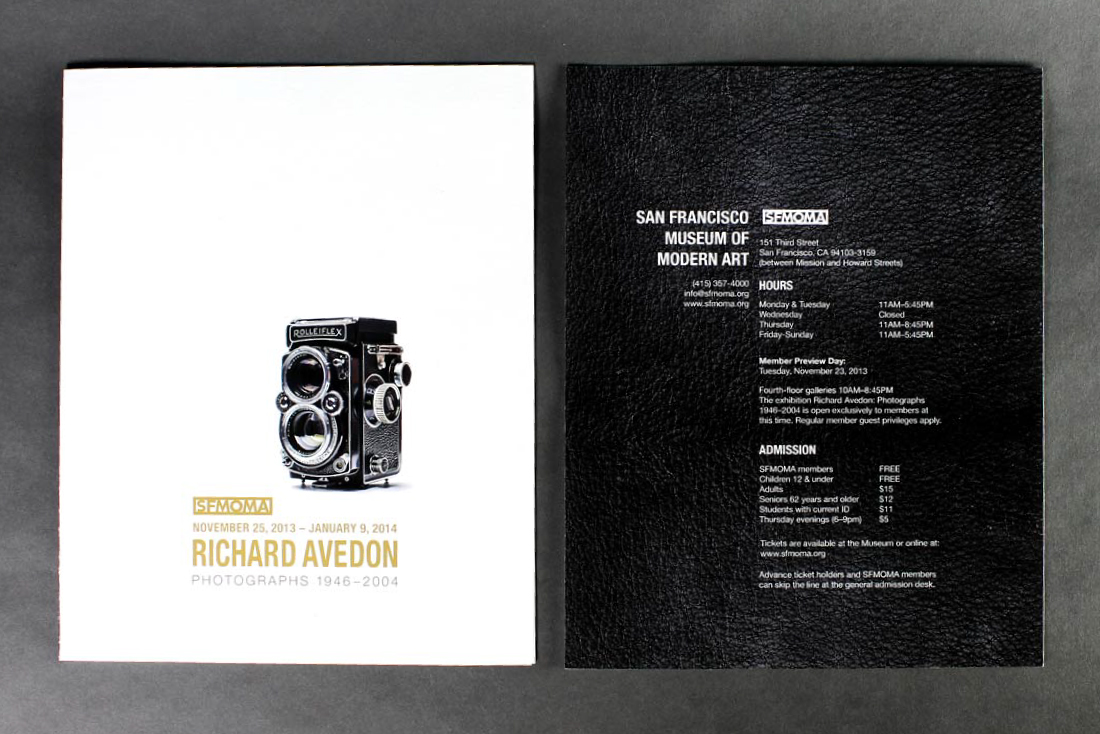 ROLLEIFLEX
SFMOMA
NOVEMBER 25, 2013 – JANUARY 9, 2014
RICHARD AVEDON
PHOTOGRAPHS 1946–2004
SAN FRANCISCO
MUSEUM OF
MODERN ART
(415) 357-4000
info@sfmoma.org
www.sfmoma.org
SFMOMA
151 Third Street
San Francisco, CA 94103-3159
(between Mission and Howard Streets)
HOURS
Monday & Tuesday 11AM–5:45PM
Wednesday Closed
Thursday 11AM–8:45PM
Friday-Sunday 11AM–5:45PM
Member Preview Day:
Tuesday, November 23, 2013
Fourth-floor galleries 10AM–8:45PM
The exhibition Richard Avedon: Photographs
1946–2004 is open exclusively to members at
this time. Regular member guest privileges apply.
ADMISSION
SFMOMA members FREE
Children 12 & under FREE
Adults $15
Seniors 62 years and older $12
Students with current ID $11
Thursday evenings (6–9pm) $5
Tickets are available at the Museum or online at:
www.sfmoma.org
Advance ticket holders and SFMOMA members
can skip the line at the general admission desk.